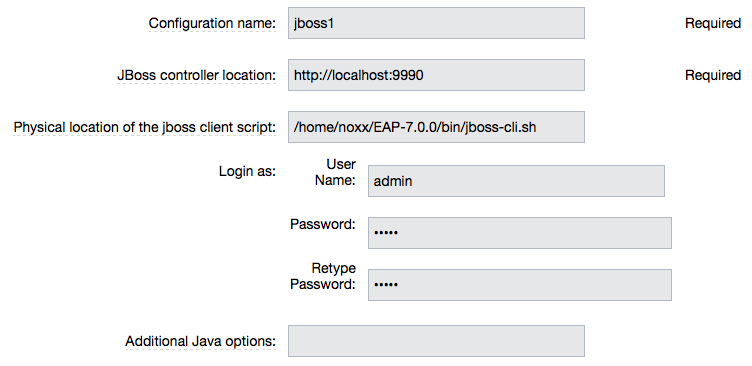 Configuration name: jboss1 Required
JBoss controller location: http://localhost:9990 Required
Physical location of the jboss client script: /home/noxx/EAP-7.0.0/bin/jboss-cli.sh
Login as: User
Name: admin
Password: •••••
Retype
Password: •••••
Additional Java options: